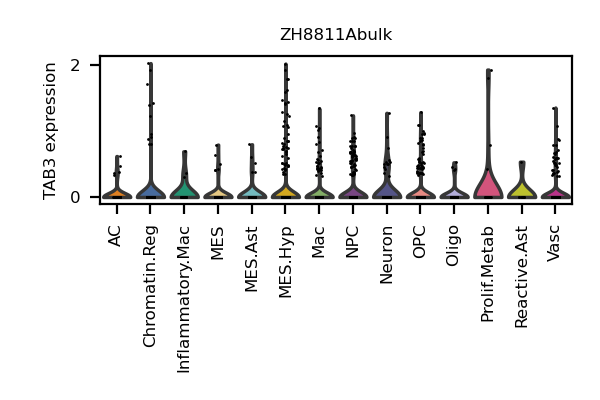 ZH8811Abulk
TAB3 expression
2
0
AC
Chromatin.Reg
Inflammatory.Mac
MES
MES.Ast
MES.Hyp
Mac
NPC
Neuron
OPC
Oligo
Prolif.Metab
Reactive.Ast
Vasc